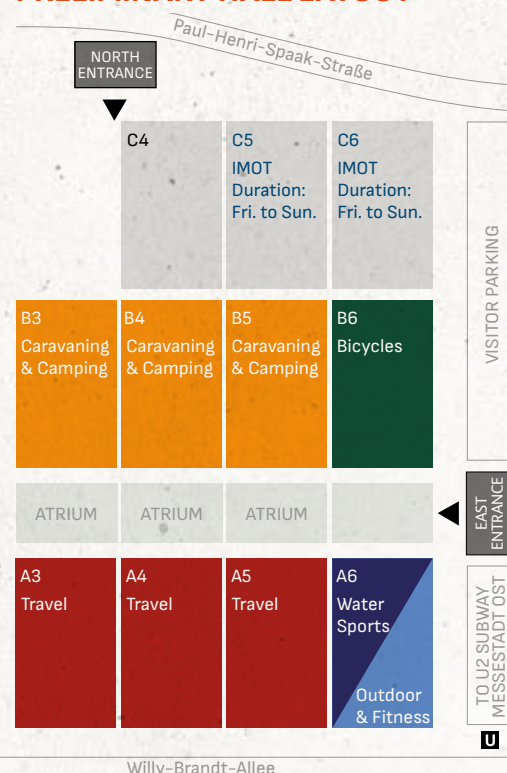 Paul-Henri-Spaak-Straße
NORTH
ENTRANCE
C4
C5
IMOT
Duration:
Fri. to Sun.
C6
IMOT
Duration:
Fri. to Sun.
VISITOR PARKING
B3
Caravaning
& Camping
B4
Caravaning
& Camping
B5
Caravaning
& Camping
B6
Bicycles
ATRIUM
ATRIUM
ATRIUM
EAST
ENTRANCE
A3
Travel
A4
Travel
A5
Travel
A6
Water
Sports
Outdoor
& Fitness
TO U2 SUBWAY
MESSESTADT OST
U
Willy-Brandt-Allee